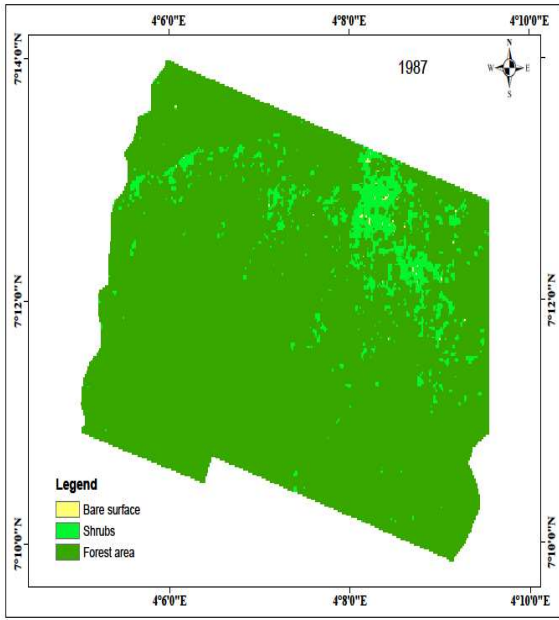 4°6'0"E 4°8'0"E 4°10'0"E
1987
N
W E
S
7°14'0"N
7°12'0"N 7°12'0"N
7°10'0"N 7°10'0"N
Legend
Bare surface
Shrubs
Forest area
4°6'0"E 4°8'0"E 4°10'0"E